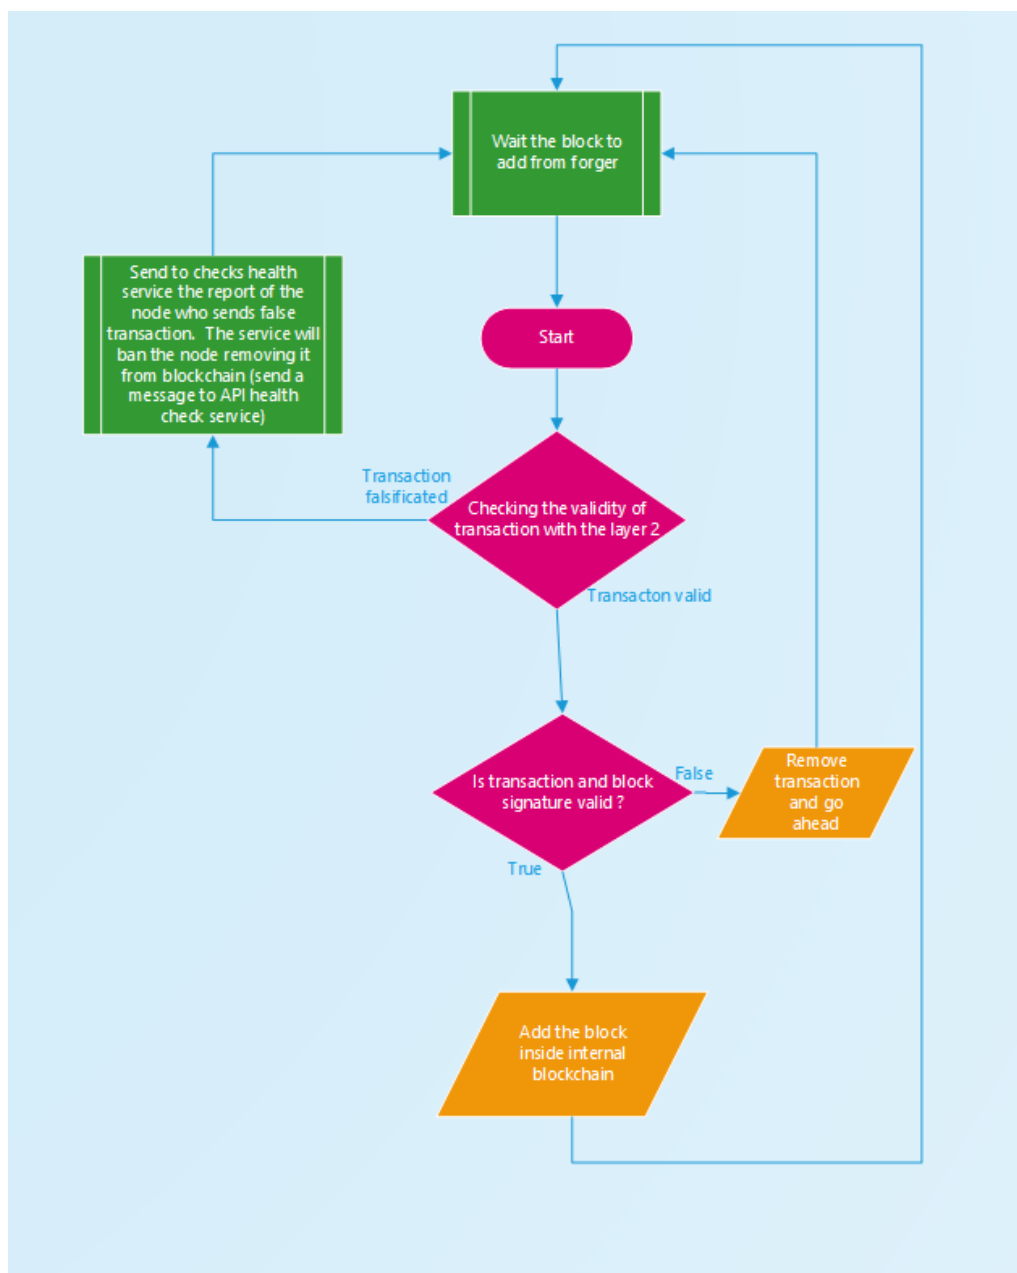 Wait the block to
add from forger
Send to checks health
service the report of the
node who sends false
transaction. The service will
ban the node removing it
from blockchain (send a
message to API health
check service)
Start
Transaction
falsificated
Checking the validity of
transaction with the layer 2
Transacton valid
Is transaction and block
signature valid ?
False
Remove
transaction
and go
ahead
True
Add the block
inside internal
blockchain